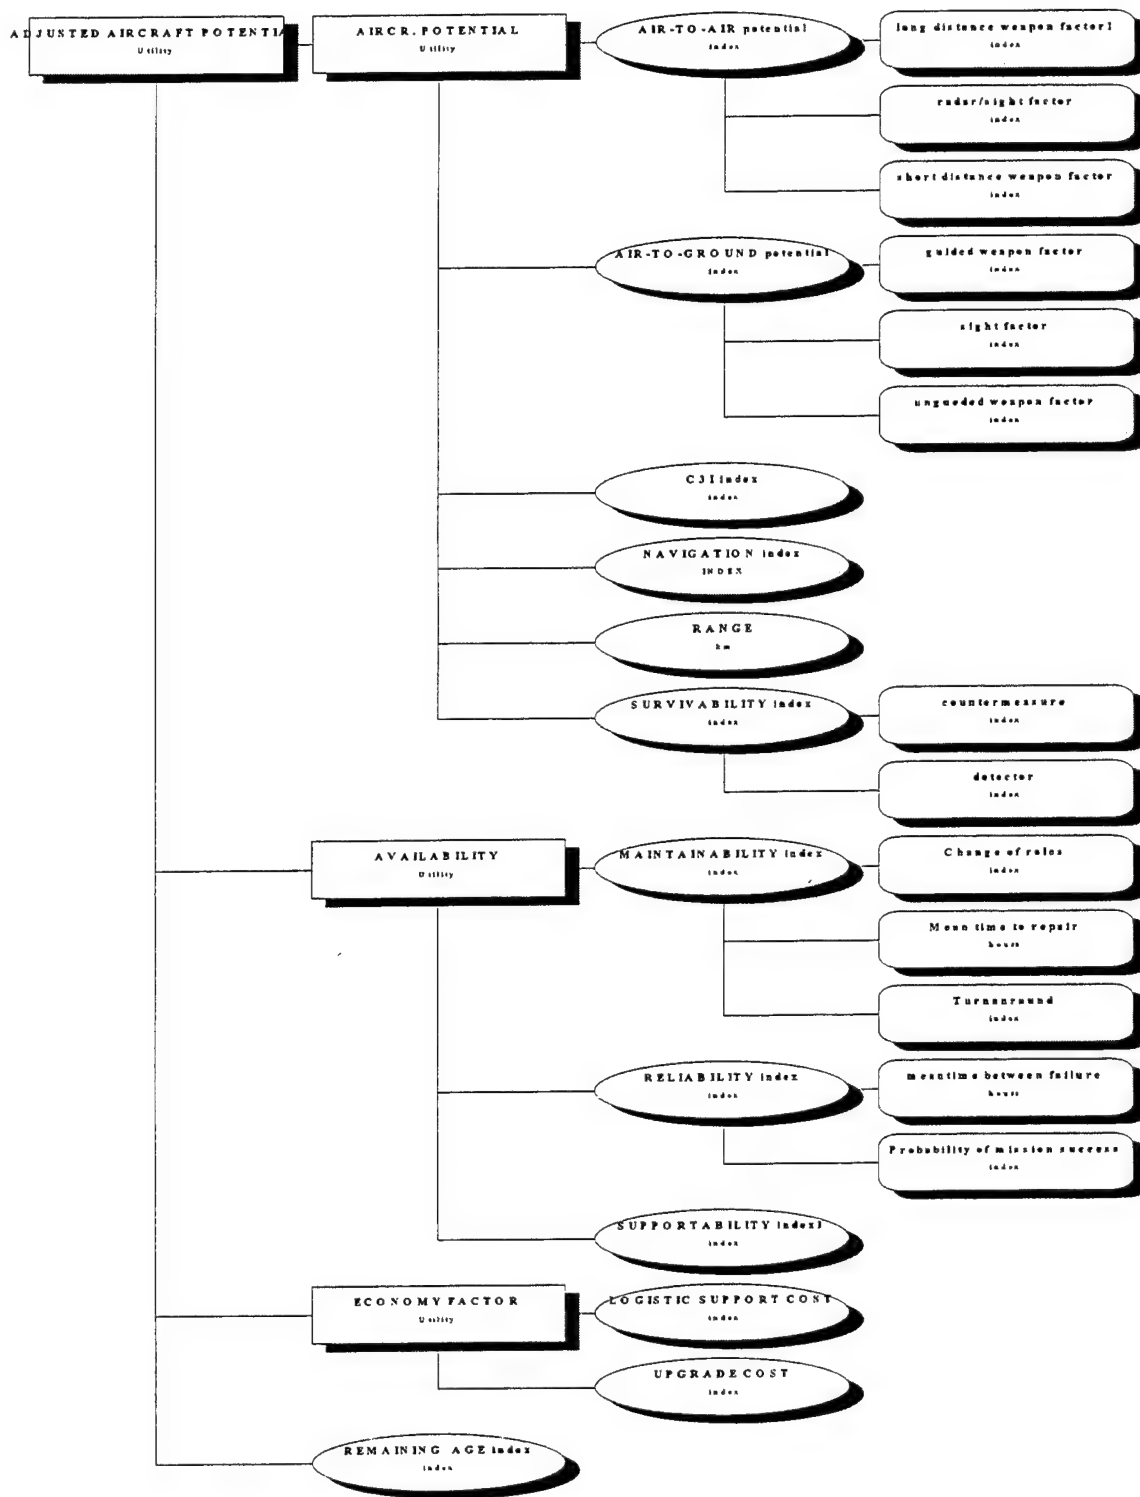 ADJUSTED AIRCRAFT POTENTIA
Utility
AIRCR. POTENTIAL
Utility
AIR-TO-AIR potential
index
long distance weapon factor1
index
radar/sight factor
index
short distance weapon factor
index
AIR-TO-GROUND potential
index
guided weapon factor
index
sight factor
index
ungueded weapon factor
index
C3I index
index
NAVIGATION index
INDEX
RANGE
km
SURVIVABILITY index
index
countermeasure
index
detector
index
AVAILABILITY
Utility
MAINTAINABILITY index
index
Change of roles
index
Mean time to repair
hours
Turnaround
index
RELIABILITY index
index
meantime between failure
hours
Probability of mission success
index
SUPPORTABILITY index1
index
ECONOMY FACTOR
Utility
LOGISTIC SUPPORT COST
index
UPGRADE COST
index
REMAINING AGE index
index